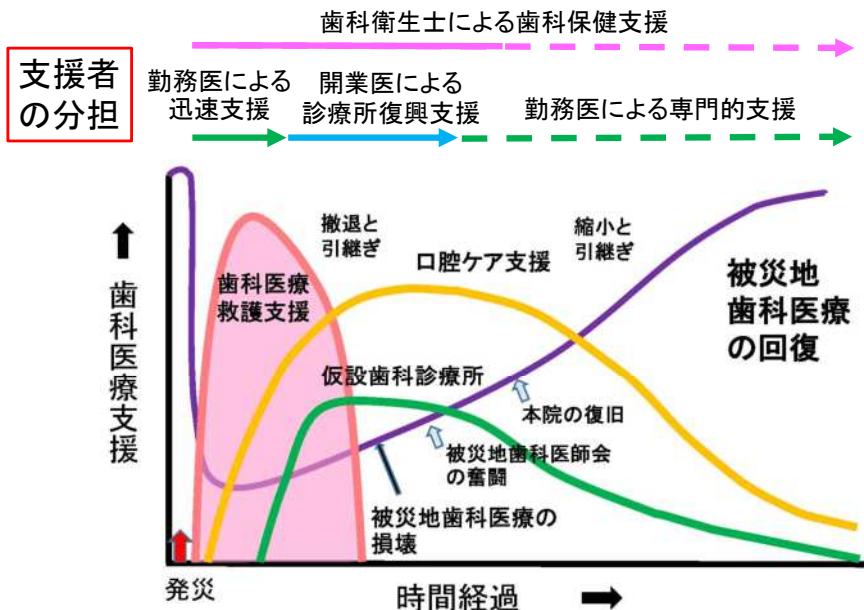 歯科衛生士による歯科保健支援
支援者
の分担
勤務医による
迅速支援
開業医による
診療所復興支援
勤務医による専門的支援
歯科医療支援
歯科医療
救護支援
撤退と
引継ぎ
口腔ケア支援
縮小と
引継ぎ
被災地
歯科医療
の回復
仮設歯科診療所
本院の復旧
被災地歯科医師会
の奮闘
被災地歯科医療の
損壊
発災
時間経過